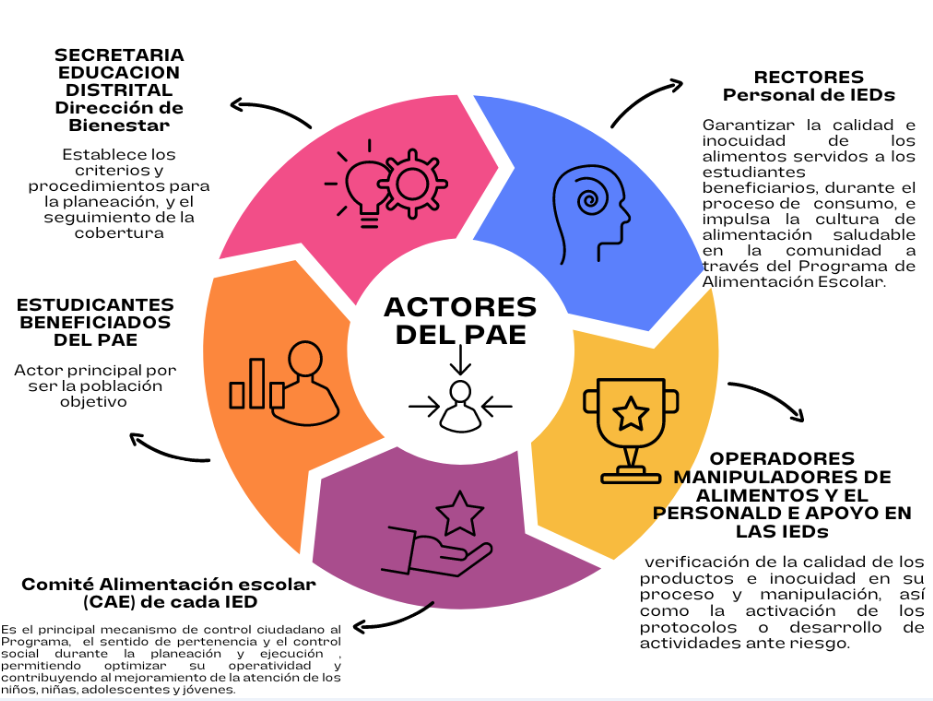 SECRETARIA
EDUCACION
DISTRITAL
Dirección de
Bienestar
Establece los
criterios y
procedimientos para
la planeación,  y el
seguimiento de la
cobertura
RECTORES
Personal de IEDs
Garantizar la calidad e
inocuidad de los
alimentos servidos a los
estudiantes
beneficiarios, durante el
proceso de  consumo, e
impulsa la cultura de
alimentación saludable
en la comunidad a
través del Programa de
Alimentación Escolar.
ACTORES
DEL PAE
ESTUDIANTES
BENEFICIADOS
DEL PAE
Actor principal por
ser la población
objetivo
OPERADORES
MANIPULADORES DE
ALIMENTOS Y EL
PERSONALD E APOYO EN
LAS IEDs
verificación de la calidad de los
productos e inocuidad en su
proceso y manipulación, así
como la activación de los
protocolos o desarrollo de
actividades ante riesgo.
Comité Alimentación escolar
(CAE) de cada IED
Es el principal mecanismo de control ciudadano al
Programa,  el sentido de pertenencia y el control
social durante la planeación y ejecución ,
permitiendo optimizar su operatividad y
contribuyendo al mejoramiento de la atención de los
niños, niñas, adolescentes y jóvenes.